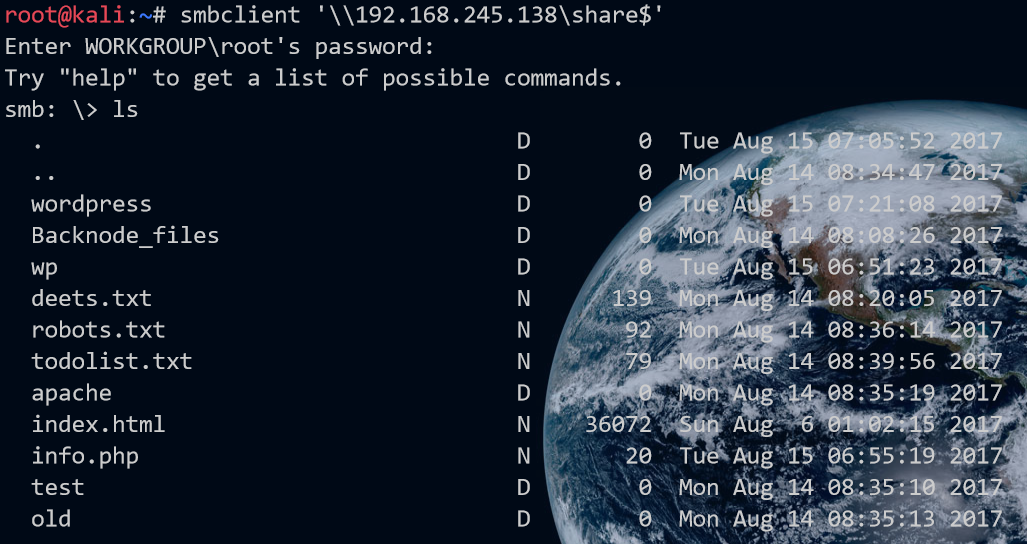 root@kali:~# smbclient '\\192.168.245.138\share$'
Enter WORKGROUP\root's password:
Try "help" to get a list of possible commands.
smb: \> ls
. D 0 Tue Aug 15 07:05:52 2017
.. D 0 Mon Aug 14 08:34:47 2017
wordpress D 0 Tue Aug 15 07:21:08 2017
Backnode_files D 0 Mon Aug 14 08:08:26 2017
wp D 0 Tue Aug 15 06:51:23 2017
deets.txt N 139 Mon Aug 14 08:20:05 2017
robots.txt N 92 Mon Aug 14 08:36:14 2017
todolist.txt N 79 Mon Aug 14 08:39:56 2017
apache D 0 Mon Aug 14 08:35:19 2017
index.html N 36072 Sun Aug 6 01:02:15 2017
info.php N 20 Tue Aug 15 06:55:19 2017
test D 0 Mon Aug 14 08:35:10 2017
old D 0 Mon Aug 14 08:35:13 2017